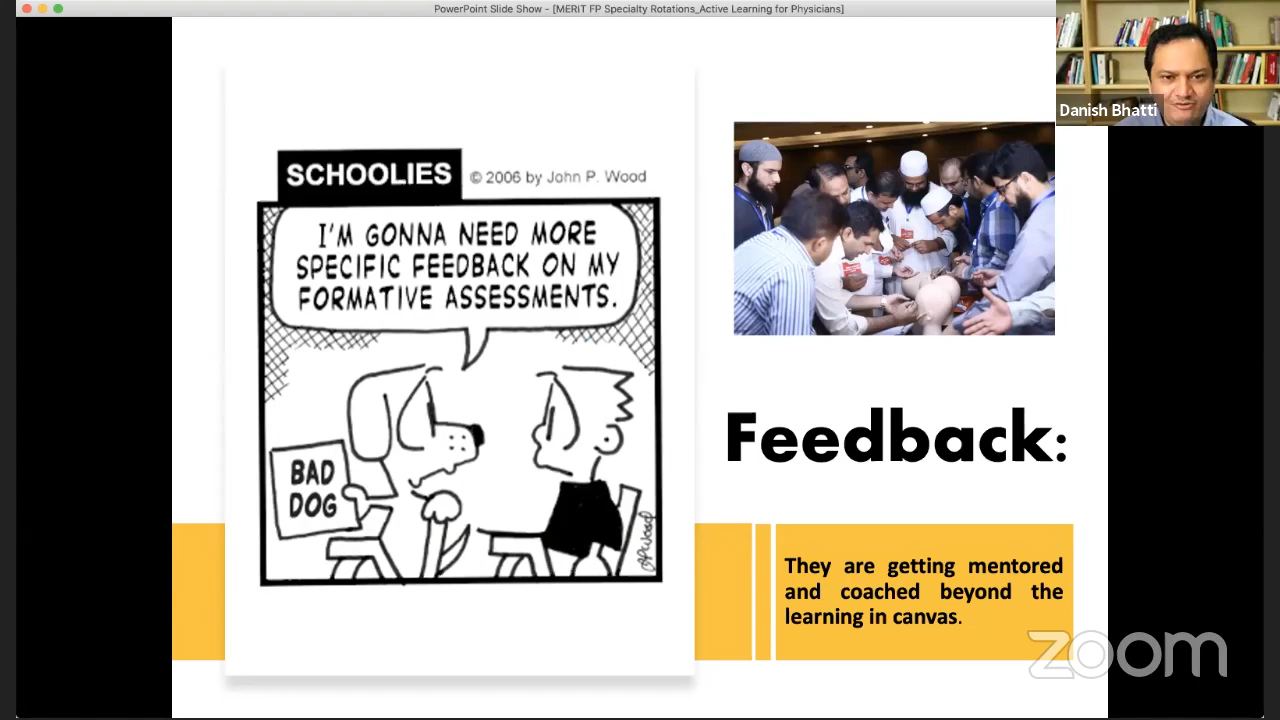 PowerPoint Slide Show - [MERIT FP Specialty Rotations_Active Learning for Physicians]
Danish Bhatti
SCHOOLIES
© 2006 by John P. Wood
I'M GONNA NEED MORE
SPECIFIC FEEDBACK ON MY
FORMATIVE ASSESSMENTS.
BAD
DOG
JPWood
Feedback:
They are getting mentored
and coached beyond the
learning in canvas.
zoom